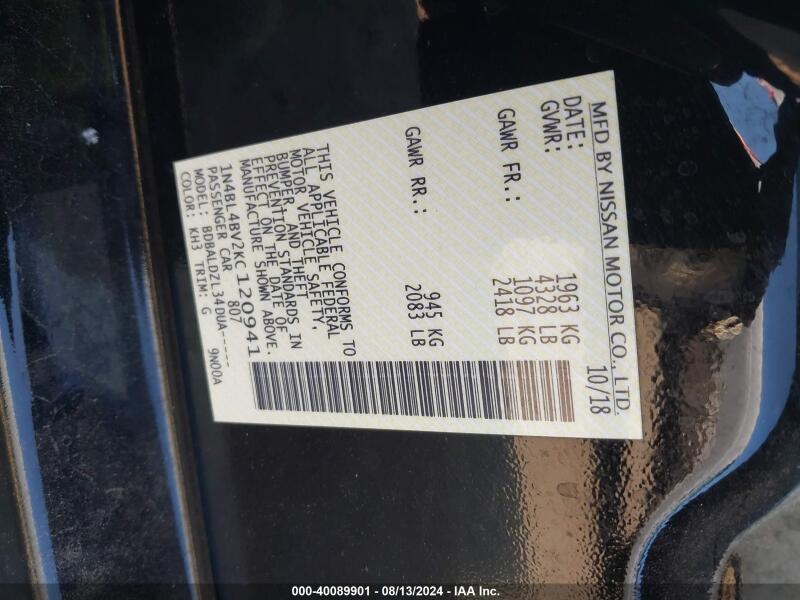 MFD BY NISSAN MOTOR CO., LTD.
DATE: 10/18
GVWR: 1963 KG
4328 LB
GAWR FR.: 1097 KG
2418 LB
GAWR RR.: 945 KG
2083 LB
THIS VEHICLE CONFORMS TO
ALL APPLICABLE FEDERAL
MOTOR VEHICLE SAFETY,
BUMPER, AND THEFT
PREVENTION STANDARDS IN
EFFECT ON THE DATE OF
MANUFACTURE SHOWN ABOVE.
1N4BL4BV2KC120941
PASSENGER CAR 807
MODEL: BDBALDZL34DUA-----
COLOR: KH3 TRIM: G 9N00A
000-40089901 - 08/13/2024 - IAA Inc.